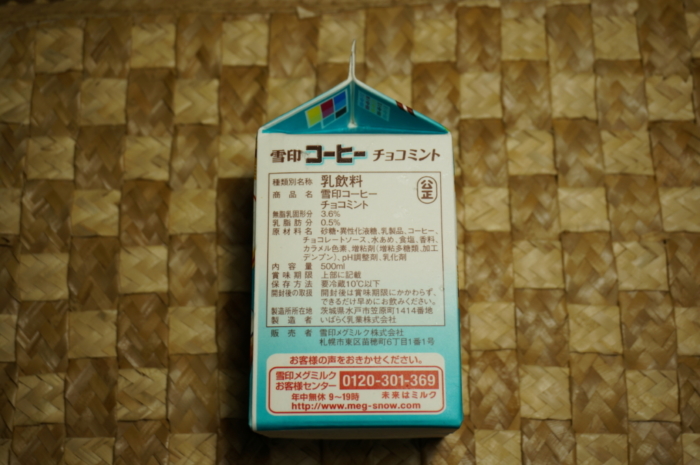 雪印コーヒー チョコミント
種類別名称 乳飲料
商品名 雪印コーヒー
チョコミント
公正
無脂乳固形分 3.6%
乳脂肪分 0.5%
原材料名 砂糖・異性化液糖、乳製品、コーヒー、
チョコレートソース、水あめ、食塩、香料、
カラメル色素、増粘剤(増粘多糖類、加工
デンプン)、pH調整剤、乳化剤
内容量 500ml
賞味期限 上部に記載
保存方法 要冷蔵10℃以下
開封後の取扱 開封後は賞味期限にかかわらず、
できるだけ早めにお飲みください。
製造所所在地 茨城県水戸市笠原町1414番地
製造者 いばらく乳業株式会社
販売者 雪印メグミルク株式会社
札幌市東区苗穂町6丁目1番1号
お客様の声をおきかせください。
雪印メグミルク
お客様センター 0120-301-369
年中無休 9~19時 未来はミルク
http://www.meg-snow.com